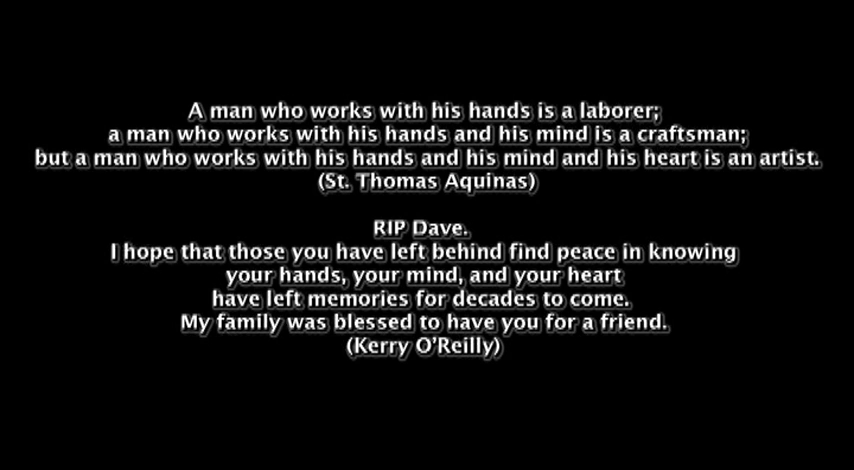 A man who works with his hands is a laborer;
a man who works with his hands and his mind is a craftsman;
but a man who works with his hands and his mind and his heart is an artist.
(St. Thomas Aquinas)
RIP Dave.
I hope that those you have left behind find peace in knowing
your hands, your mind, and your heart
have left memories for decades to come.
My family was blessed to have you for a friend.
(Kerry O’Reilly)